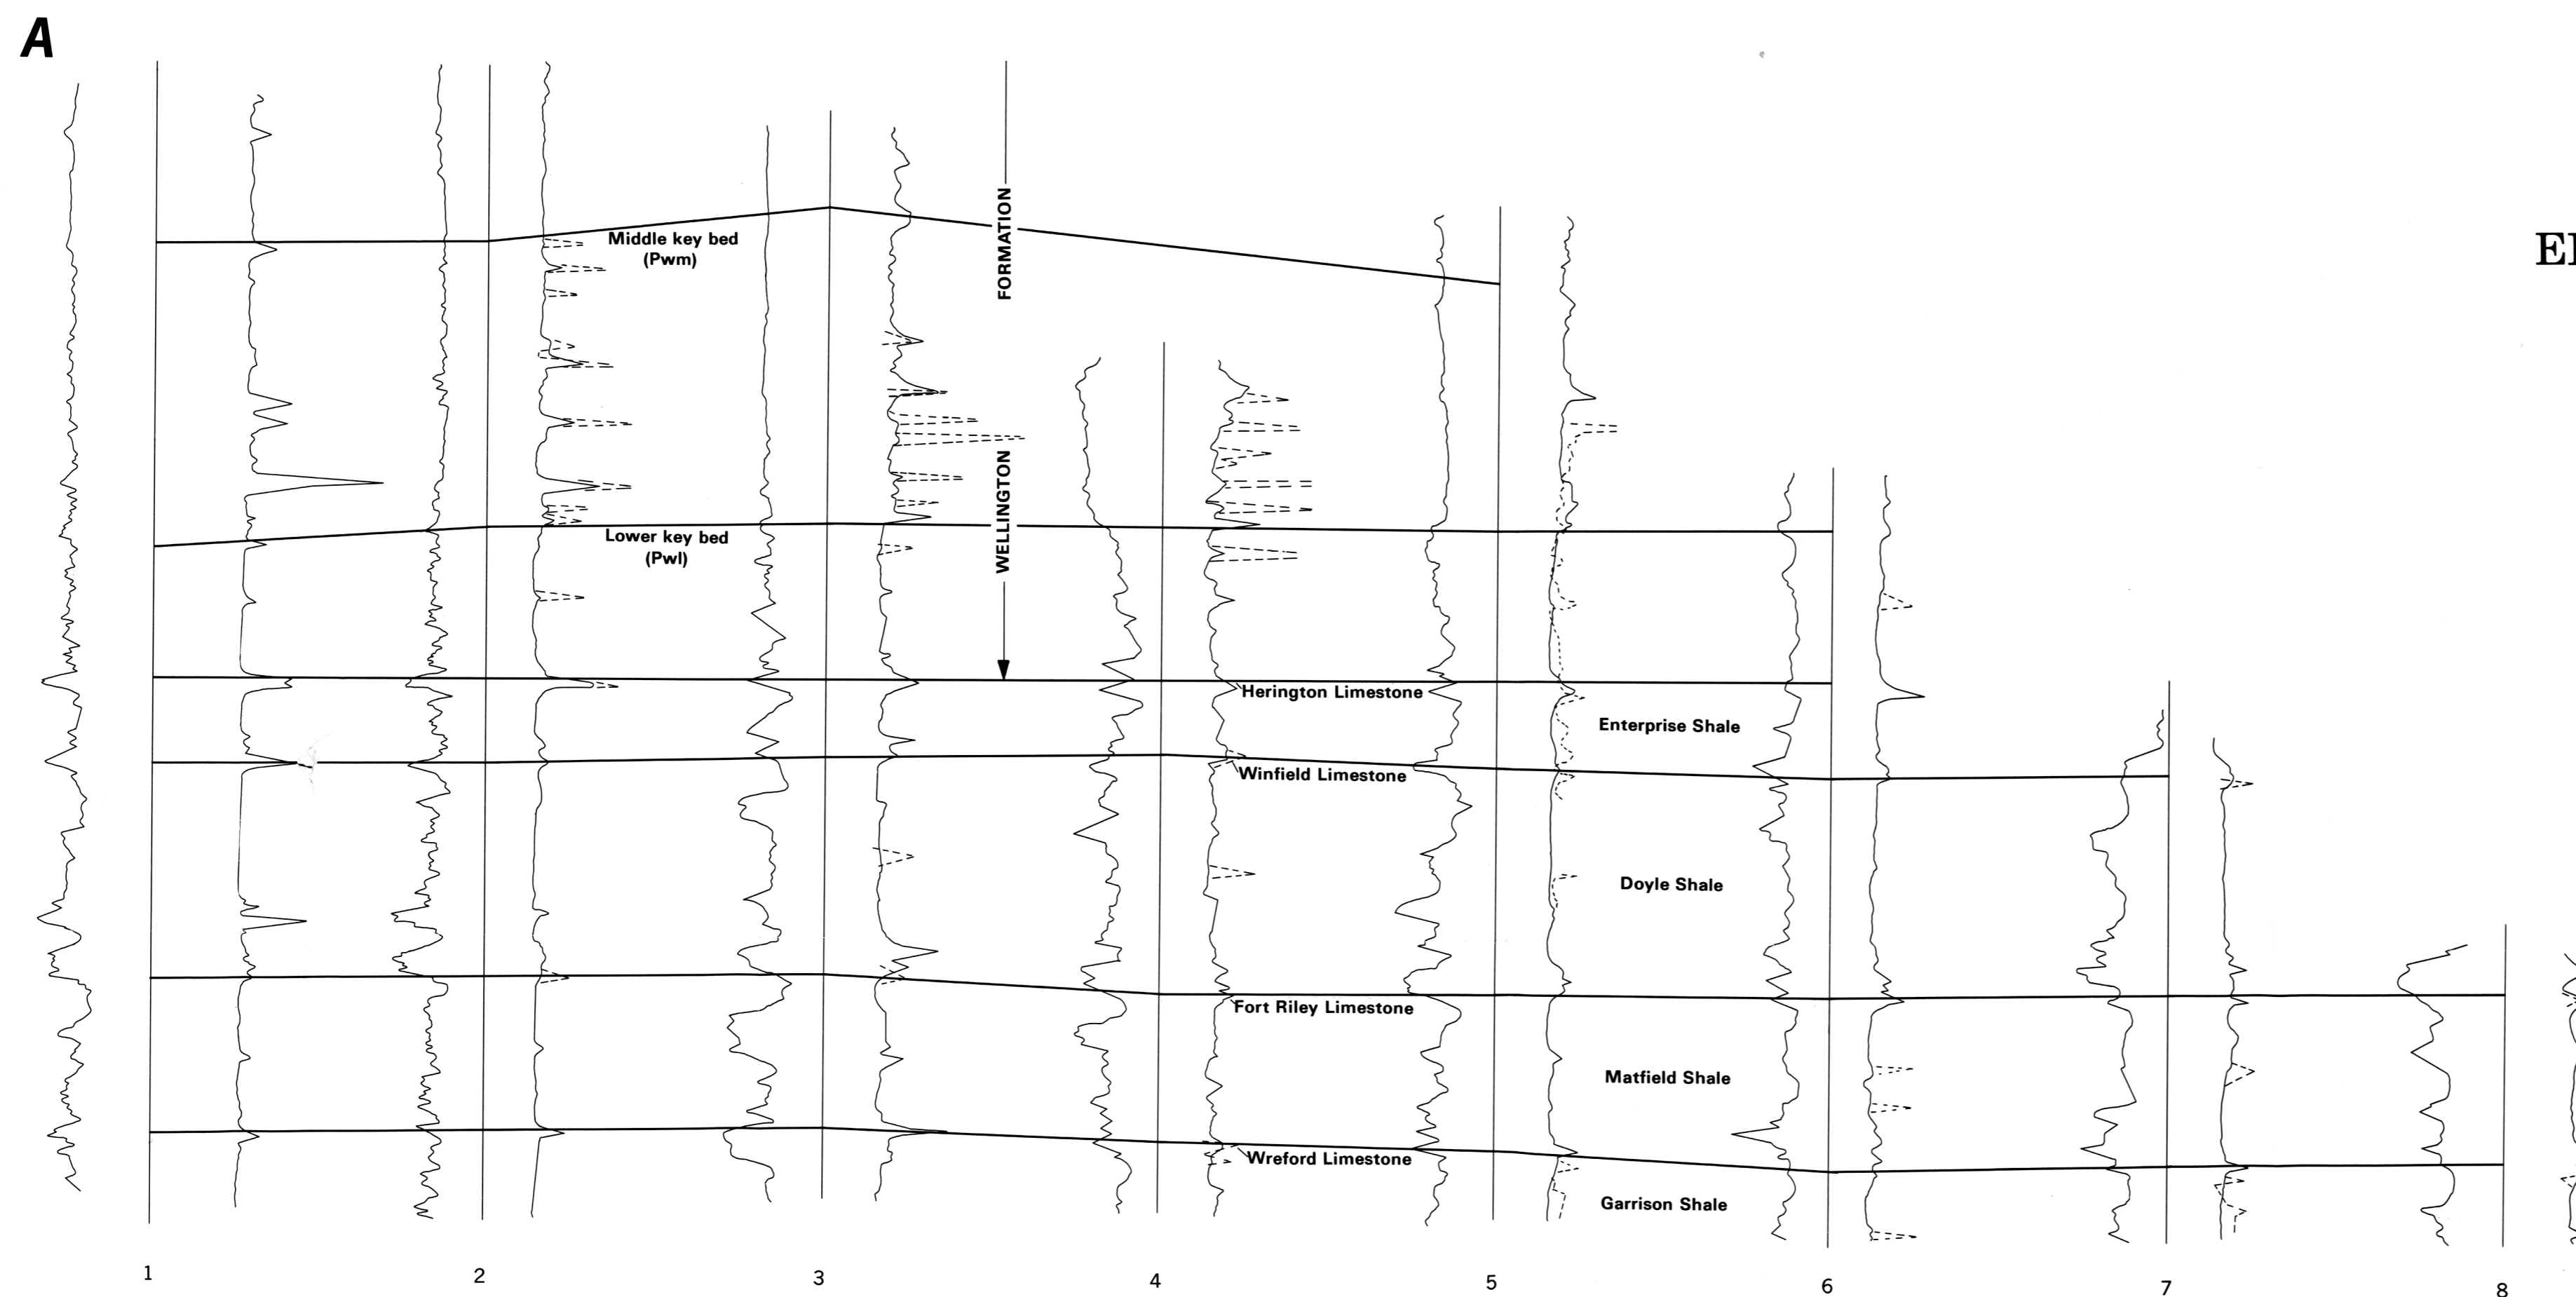 A
FORMATION
Middle key bed
(Pwm)
WELLINGTON
Lower key bed
(Pwl)
Herington Limestone
Enterprise Shale
Winfield Limestone
Doyle Shale
Fort Riley Limestone
Matfield Shale
Wreford Limestone
Garrison Shale
1 2 3 4 5 6 7 8